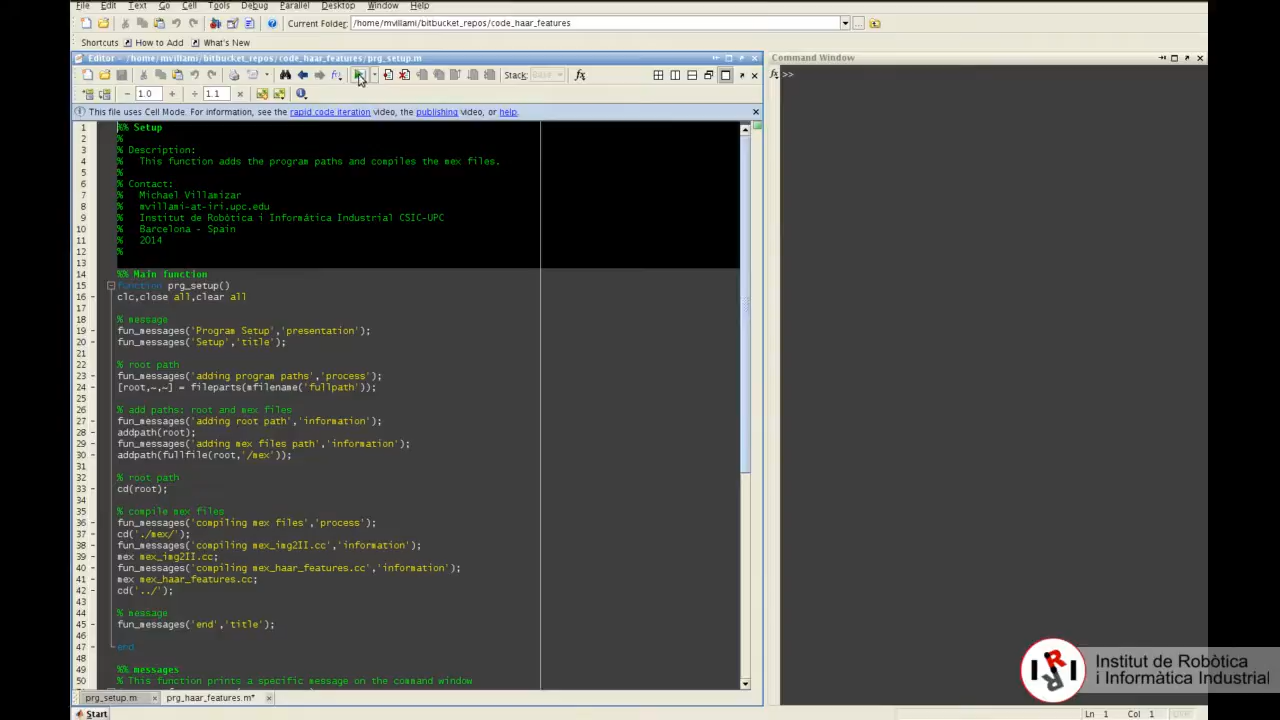 File Edit Text Go Cell Tools Debug Parallel Desktop Window Help
Current Folder: /home/mvillami/bitbucket_repos/code_haar_features
Shortcuts How to Add What's New
Editor - /home/mvillami/bitbucket_repos/code_haar_features/prg_setup.m
Command Window
Stack: Base
fx
>>
- 1.0 + ÷ 1.1 ×
This file uses Cell Mode. For information, see the rapid code iteration video, the publishing video, or help.
1 %% Setup
2 %
3 % Description:
4 % This function adds the program paths and compiles the mex files.
5 %
6 % Contact:
7 % Michael Villamizar
8 % mvillami-at-iri.upc.edu
9 % Institut de Robòtica i Informática Industrial CSIC-UPC
10 % Barcelona - Spain
11 % 2014
12 %
13
14 %% Main function
15 function prg_setup()
16 clc,close all,clear all
17
18 % message
19 fun_messages('Program Setup','presentation');
20 fun_messages('Setup','title');
21
22 % root path
23 fun_messages('adding program paths','process');
24 [root,~,~] = fileparts(mfilename('fullpath'));
25
26 % add paths: root and mex files
27 fun_messages('adding root path','information');
28 addpath(root);
29 fun_messages('adding mex files path','information');
30 addpath(fullfile(root,'/mex'));
31
32 % root path
33 cd(root);
34
35 % compile mex files
36 fun_messages('compiling mex files','process');
37 cd('./mex/');
38 fun_messages('compiling mex_img2II.cc','information');
39 mex mex_img2II.cc;
40 fun_messages('compiling mex_haar_features.cc','information');
41 mex mex_haar_features.cc;
42 cd('../');
43
44 % message
45 fun_messages('end','title');
46
47 end
48
49 %% messages
50 % This function prints a specific message on the command window
prg_setup.m × prg_haar_features.m* ×
Start
Ln 1 Col 1
IRI
Institut de Robòtica
i Informàtica Industrial